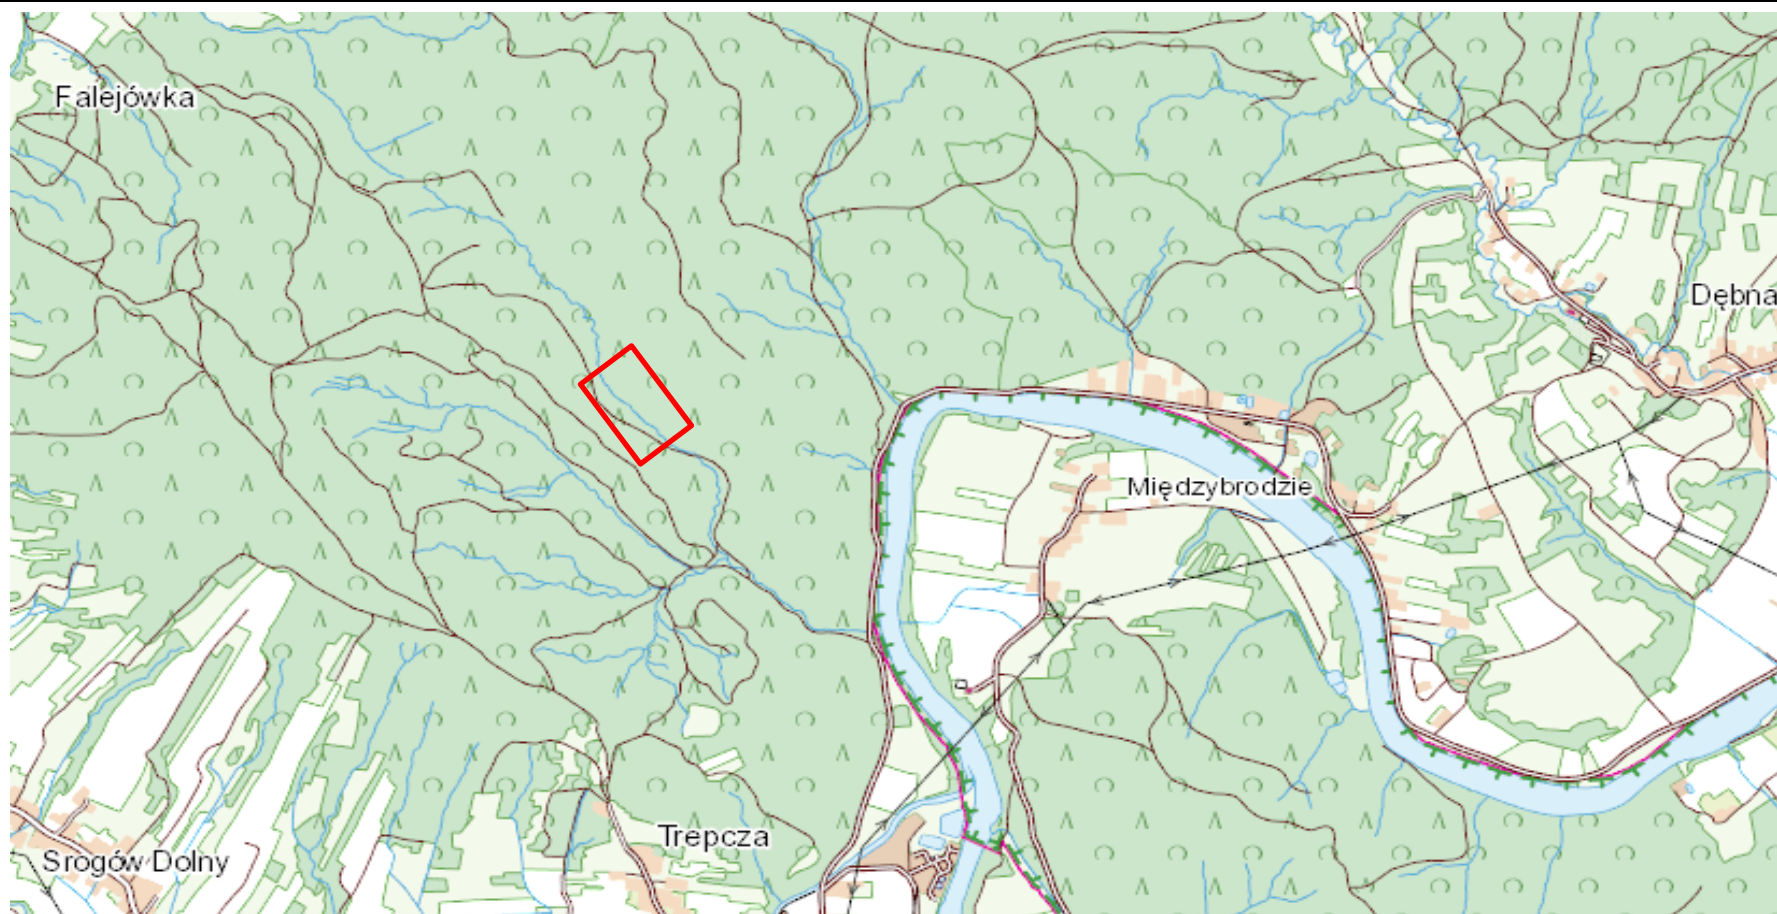 Falejówka
Dębna
Międzybrodzie
Trepcza
Srogów Dolny